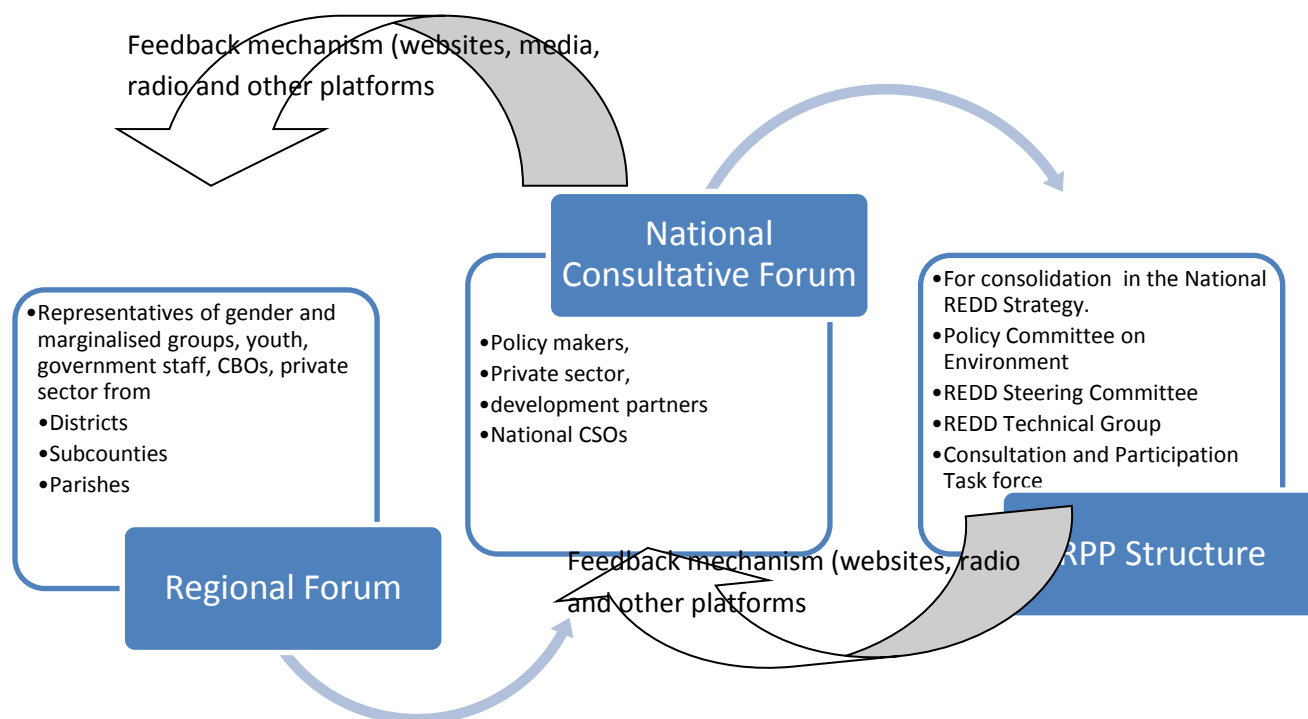 Feedback mechanism (websites, media,
radio and other platforms
•Representatives of gender and
marginalised groups, youth,
government staff, CBOs, private
sector from
•Districts
•Subcounties
•Parishes
Regional Forum
National
Consultative Forum
•Policy makers,
•Private sector,
•development partners
•National CSOs
•For consolidation in the National
REDD Strategy.
•Policy Committee on
Environment
•REDD Steering Committee
•REDD Technical Group
•Consultation and Participation
Task force
RPP Structure
Feedback mechanism (websites, radio
and other platforms